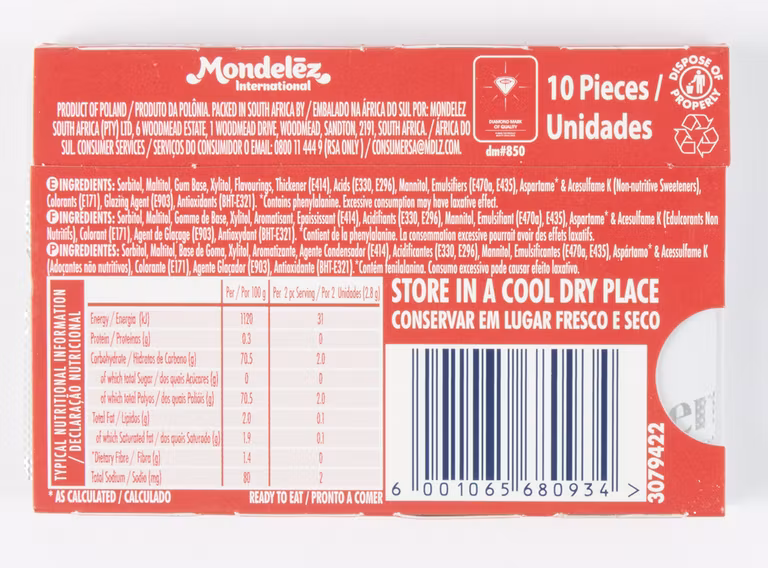 Mondelēz
International
PRODUCT OF POLAND / PRODUTO DA POLÔNIA. PACKED IN SOUTH AFRICA BY / EMBALADO NA ÁFRICA DO SUL POR: MONDELEZ
SOUTH AFRICA (PTY) LTD, 6 WOODMEAD ESTATE, 1 WOODMEAD DRIVE, WOODMEAD, SANDTON, 2191, SOUTH AFRICA. / ÁFRICA DO
SUL. CONSUMER SERVICES / SERVIÇOS DO CONSUMIDOR O EMAIL: 0800 11 444 9 (RSA ONLY) / CONSUMERSA@MDLZ.COM.
DIAMOND MARK
OF QUALITY
dm#850
10 Pieces /
Unidades
DISPOSE OF
PROPERLY
E INGREDIENTS: Sorbitol, Maltitol, Gum Base, Xylitol, Flavourings, Thickener (E414), Acids (E330, E296), Mannitol, Emulsifiers (E470a, E435), Aspartame* & Acesulfame K (Non-nutritive Sweeteners),
Colorants (E171), Glazing Agent (E903), Antioxidants (BHT-E321). *Contains phenylalanine. Excessive consumption may have laxative effect.
F INGREDIENTS: Sorbitol, Maltitol, Gomme de Base, Xylitol, Aromatisant, Epaississant (E414), Acidifiants (E330, E296), Mannitol, Emulsifiant (E470a), E435), Aspartame* & Acesulfame K (Edulcorants Non
Nutritifs), Colorant (E171), Agent de Glaçage (E903), Antioxydant (BHT-E321). *Contient de la phenylalanine. La consommation excessive pourroit avoir des effets laxatifs.
P INGREDIENTES: Sorbitol, Maltitol, Base de Goma, Xylitol, Aromatizante, Agente Condensador (E414), Acidificantes (E330, E296), Mannitol, Emulcificantes (E470a, E435), Aspártame* & Acessulfame K
(Adoçantes não nutritivos), Colorante (E171), Agente Glocador (E903), Antioxidante (BHT-E321).*Contém fenilalanina. Consumo excessivo pode causar efeito laxativo.
TYPICAL NUTRITIONAL INFORMATION
/ DECLARAÇÃO NUTRICIONAL
Per / Por 100 g Per 2 pc Serving / Por 2 Unidades (2.8 g)
Energy / Energia (kJ) 1120 31
Protein / Proteínas (g) 0.3 0
Carbohydrate / Hidratos de Carbono (g) 70.5 2.0
of which total Sugar / dos quais Acúcares (g) 0 0
of which total Polyos / dos quais Polióis (g) 70.5 2.0
Total Fat / Lipidos (g) 2.0 0.1
of which Saturated fat / dos quais Saturado (g) 1.9 0.1
*Dietary Fibre / Fibra (g) 1.4 0
Total Sodium / Sodio (mg) 80 2
* AS CALCULATED / CALCULADO
READY TO EAT / PRONTO A COMER
STORE IN A COOL DRY PLACE
CONSERVAR EM LUGAR FRESCO E SECO
6 001065 680934 >
3079422